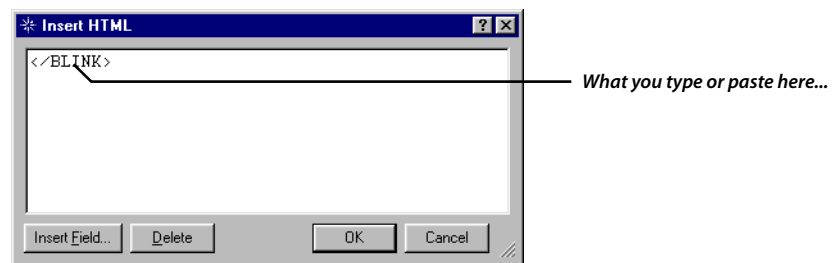 Insert HTML
</BLINK>
What you type or paste here...
Insert Field... Delete OK Cancel